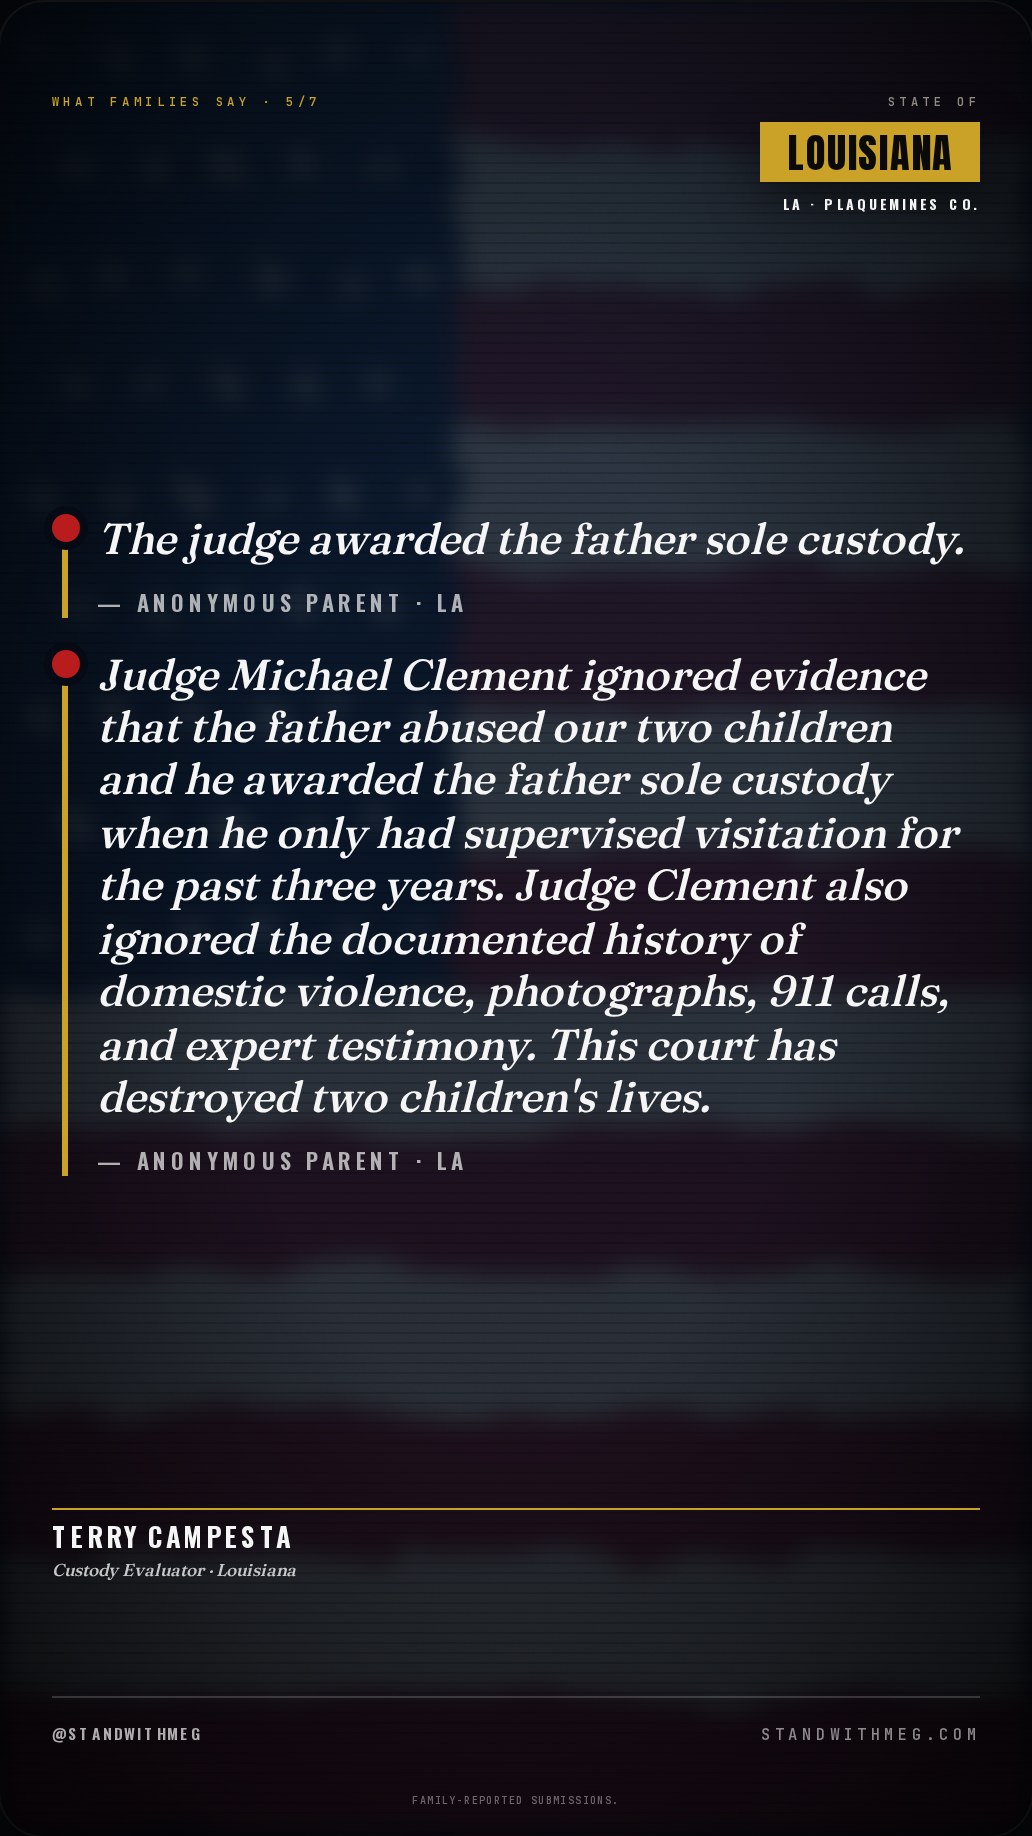 WHAT FAMILIES SAY · 5/7
STATE OF
LOUISIANA
LA · PLAQUEMINES CO.
The judge awarded the father sole custody.
— ANONYMOUS PARENT · LA
Judge Michael Clement ignored evidence
that the father abused our two children
and he awarded the father sole custody
when he only had supervised visitation for
the past three years. Judge Clement also
ignored the documented history of
domestic violence, photographs, 911 calls,
and expert testimony. This court has
destroyed two children's lives.
— ANONYMOUS PARENT · LA
TERRY CAMPESTA
Custody Evaluator · Louisiana
@STANDWITHMEG
STANDWITHMEG.COM
FAMILY-REPORTED SUBMISSIONS.